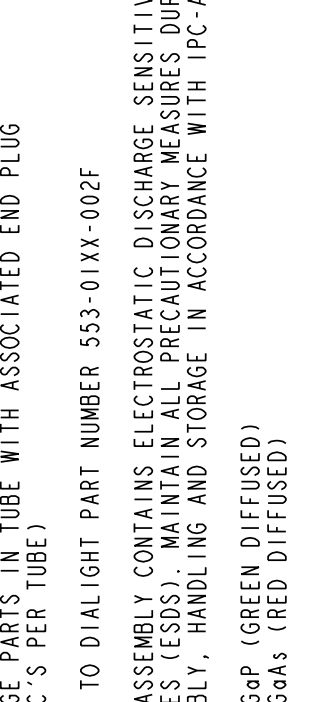 GE PARTS IN TUBE WITH ASSOCIATED END PLUG
C'S PER TUBE)
TO DIALIGHT PART NUMBER 553-01XX-002F
ASSEMBLY CONTAINS ELECTROSTATIC DISCHARGE SENSITIV
ES (ESDS). MAINTAIN ALL PRECAUTIONARY MEASURES DUR
BLY, HANDLING AND STORAGE IN ACCORDANCE WITH IPC-A
GaP (GREEN DIFFUSED)
GaAs (RED DIFFUSED)